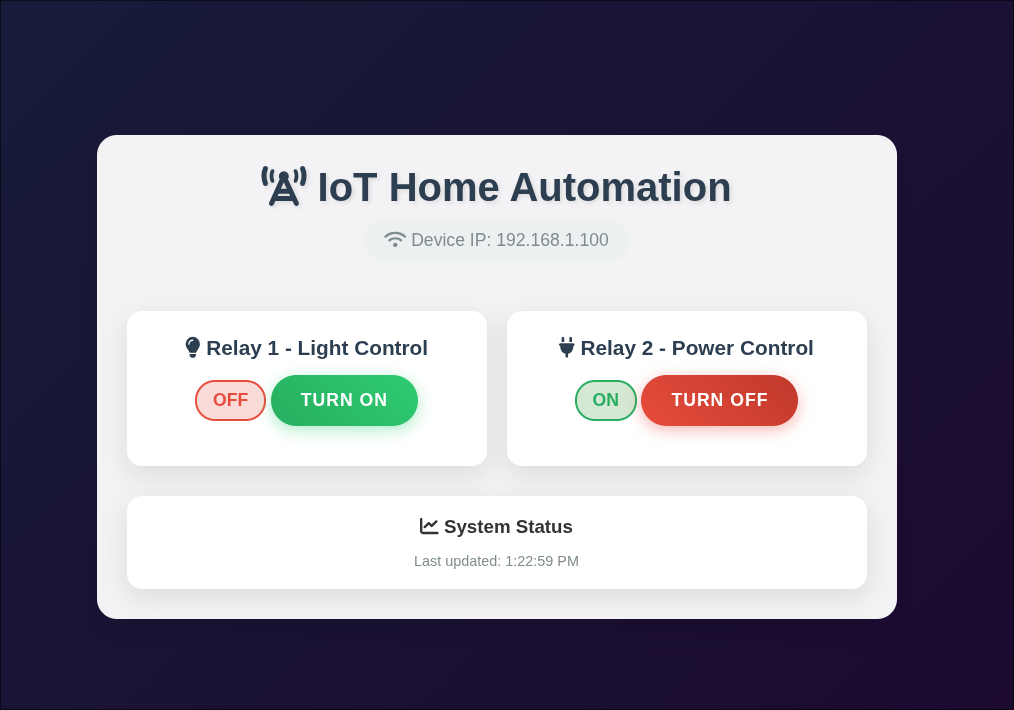 IoT Home Automation
Device IP: 192.168.1.100
Relay 1 - Light Control
OFF TURN ON
Relay 2 - Power Control
ON TURN OFF
System Status
Last updated: 1:22:59 PM